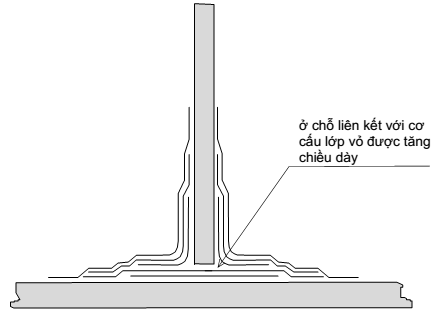 ở chỗ liên kết với cơ
cấu lớp vỏ được tăng
chiều dày